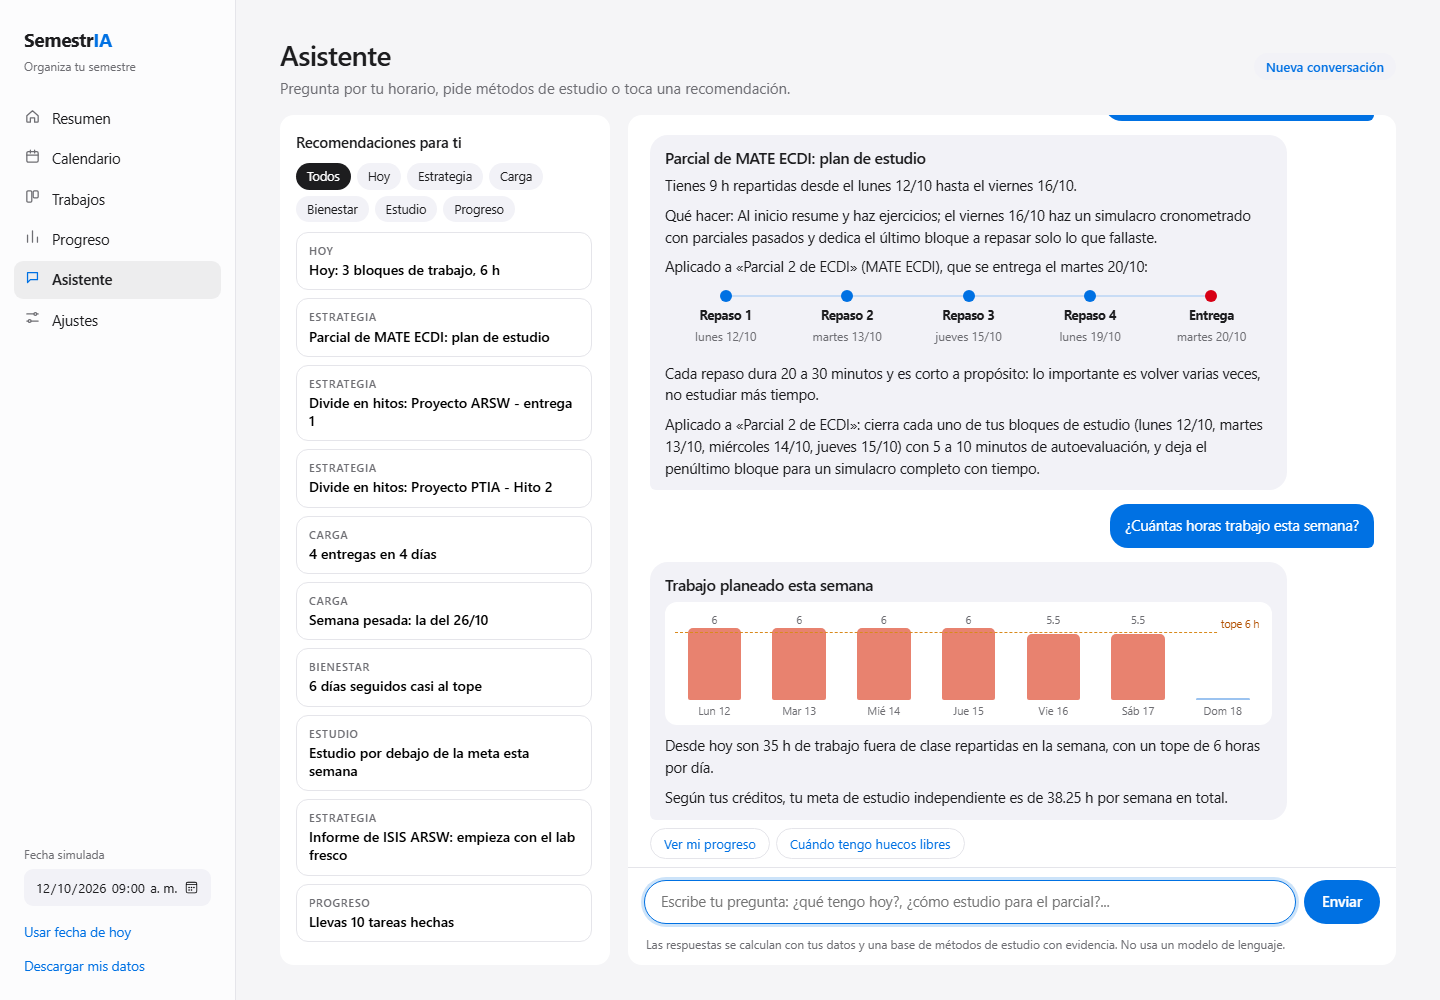 SemestrIA
Organiza tu semestre
Resumen
Calendario
Trabajos
Progreso
Asistente
Ajustes
Fecha simulada
12/10/2026 09:00 a. m.
Usar fecha de hoy
Descargar mis datos
Asistente
Pregunta por tu horario, pide métodos de estudio o toca una recomendación.
Nueva conversación
Recomendaciones para ti
Todos
Hoy
Estrategia
Carga
Bienestar
Estudio
Progreso
HOY
Hoy: 3 bloques de trabajo, 6 h
ESTRATEGIA
Parcial de MATE ECDI: plan de estudio
ESTRATEGIA
Divide en hitos: Proyecto ARSW - entrega
1
ESTRATEGIA
Divide en hitos: Proyecto PTIA - Hito 2
CARGA
4 entregas en 4 días
CARGA
Semana pesada: la del 26/10
BIENESTAR
6 días seguidos casi al tope
ESTUDIO
Estudio por debajo de la meta esta
semana
ESTRATEGIA
Informe de ISIS ARSW: empieza con el lab
fresco
PROGRESO
Llevas 10 tareas hechas
Parcial de MATE ECDI: plan de estudio
Tienes 9 h repartidas desde el lunes 12/10 hasta el viernes 16/10.
Qué hacer: Al inicio resume y haz ejercicios; el viernes 16/10 haz un simulacro cronometrado
con parciales pasados y dedica el último bloque a repasar solo lo que fallaste.
Aplicado a «Parcial 2 de ECDI» (MATE ECDI), que se entrega el martes 20/10:
Repaso 1
lunes 12/10
Repaso 2
martes 13/10
Repaso 3
jueves 15/10
Repaso 4
lunes 19/10
Entrega
martes 20/10
Cada repaso dura 20 a 30 minutos y es corto a propósito: lo importante es volver varias veces,
no estudiar más tiempo.
Aplicado a «Parcial 2 de ECDI»: cierra cada uno de tus bloques de estudio (lunes 12/10, martes
13/10, miércoles 14/10, jueves 15/10) con 5 a 10 minutos de autoevaluación, y deja el
penúltimo bloque para un simulacro completo con tiempo.
¿Cuántas horas trabajo esta semana?
Trabajo planeado esta semana
6
6
6
6
5.5
5.5
tope 6 h
Lun 12
Mar 13
Mié 14
Jue 15
Vie 16
Sáb 17
Dom 18
Desde hoy son 35 h de trabajo fuera de clase repartidas en la semana, con un tope de 6 horas
por día.
Según tus créditos, tu meta de estudio independiente es de 38.25 h por semana en total.
Ver mi progreso
Cuándo tengo huecos libres
Escribe tu pregunta: ¿qué tengo hoy?, ¿cómo estudio para el parcial?...
Enviar
Las respuestas se calculan con tus datos y una base de métodos de estudio con evidencia. No usa un modelo de lenguaje.